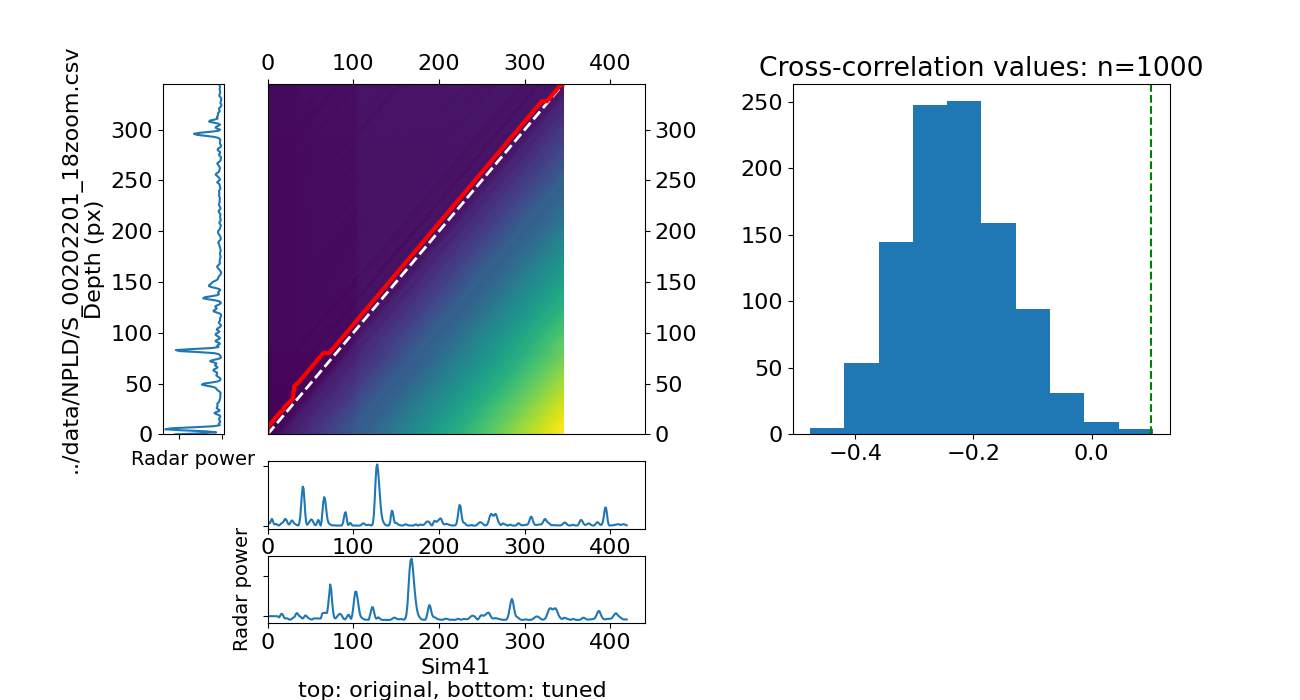 0 100 200 300 400
Cross-correlation values: n=1000
../data/NPLD/S_00202201_18zoom.csv
Depth (px)
300
250
200
150
100
50
0
300
250
200
150
100
50
0
250
200
150
100
50
0
−0.4 −0.2 0.0
Radar power
0 100 200 300 400
Radar power
0 100 200 300 400
Sim41
top: original, bottom: tuned